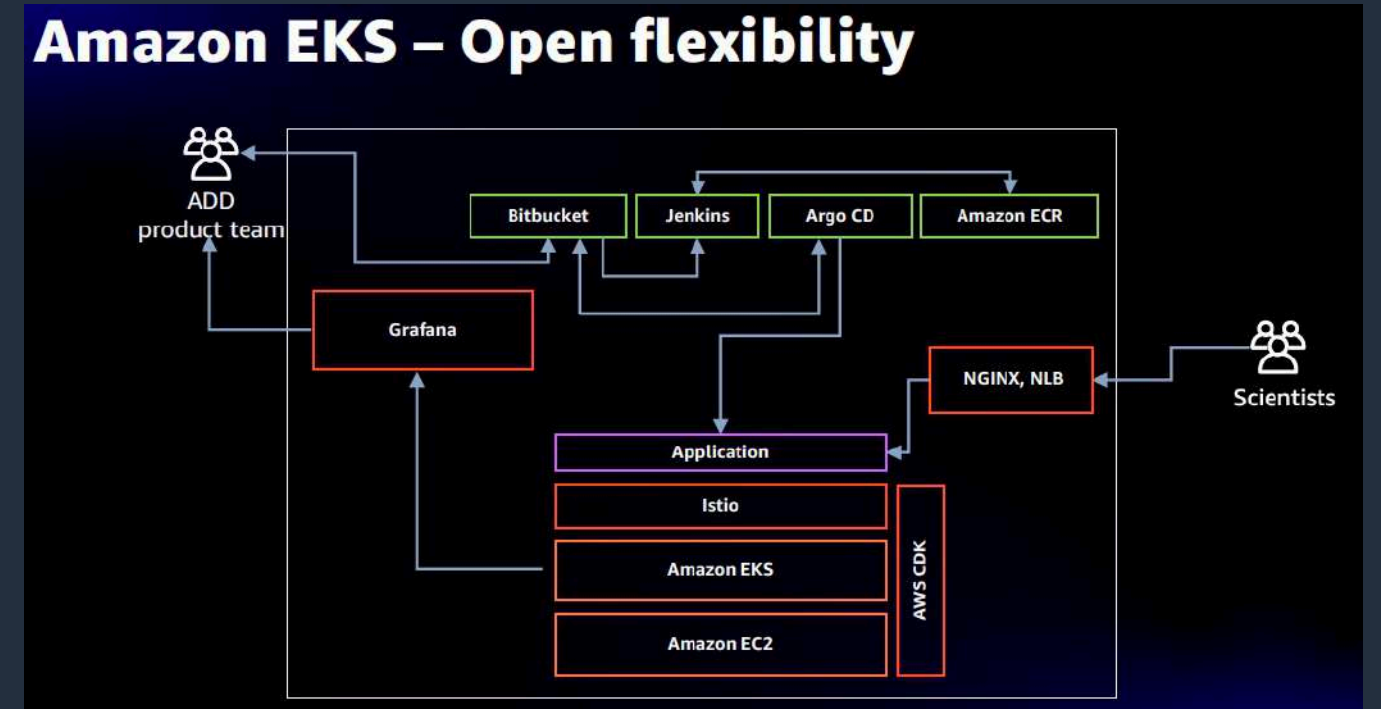 Amazon EKS – Open flexibility
ADD
product team
Bitbucket
Jenkins
Argo CD
Amazon ECR
Grafana
NGINX, NLB
Scientists
Application
Istio
Amazon EKS
Amazon EC2
AWS CDK